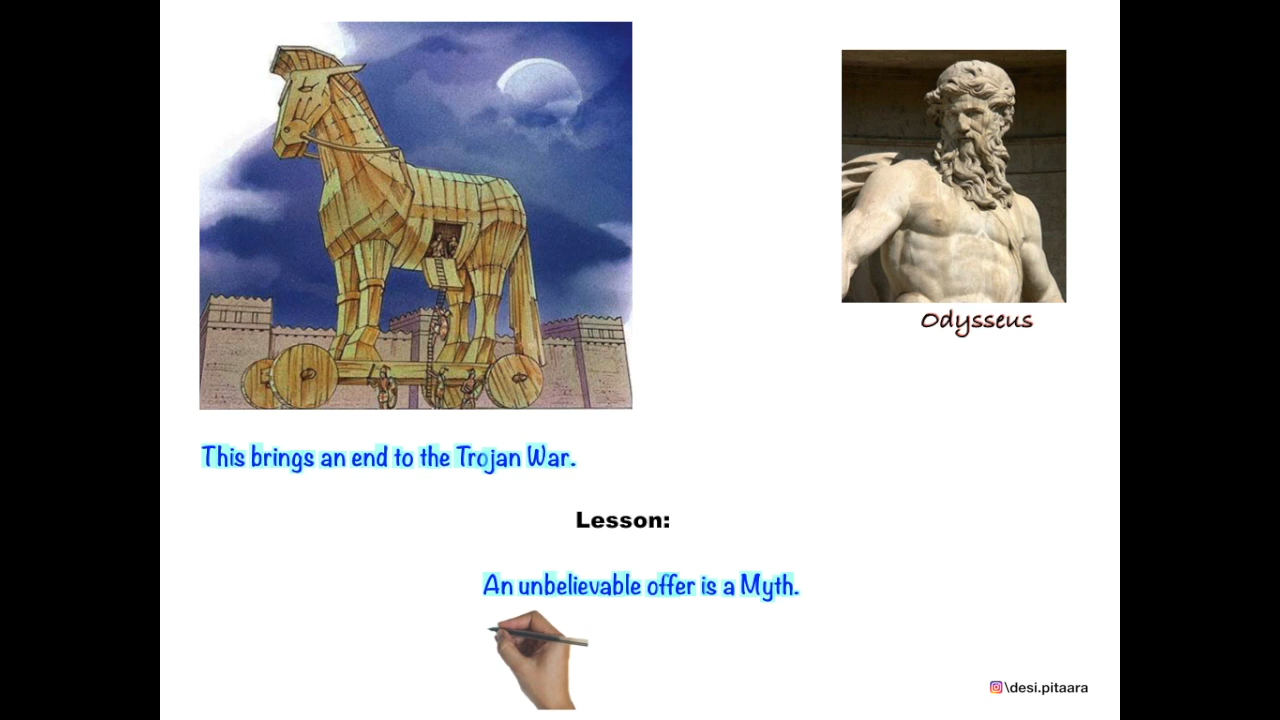 Odysseus
This brings an end to the Trojan War.
Lesson:
An unbelievable offer is a Myth.
\desi.pitaara